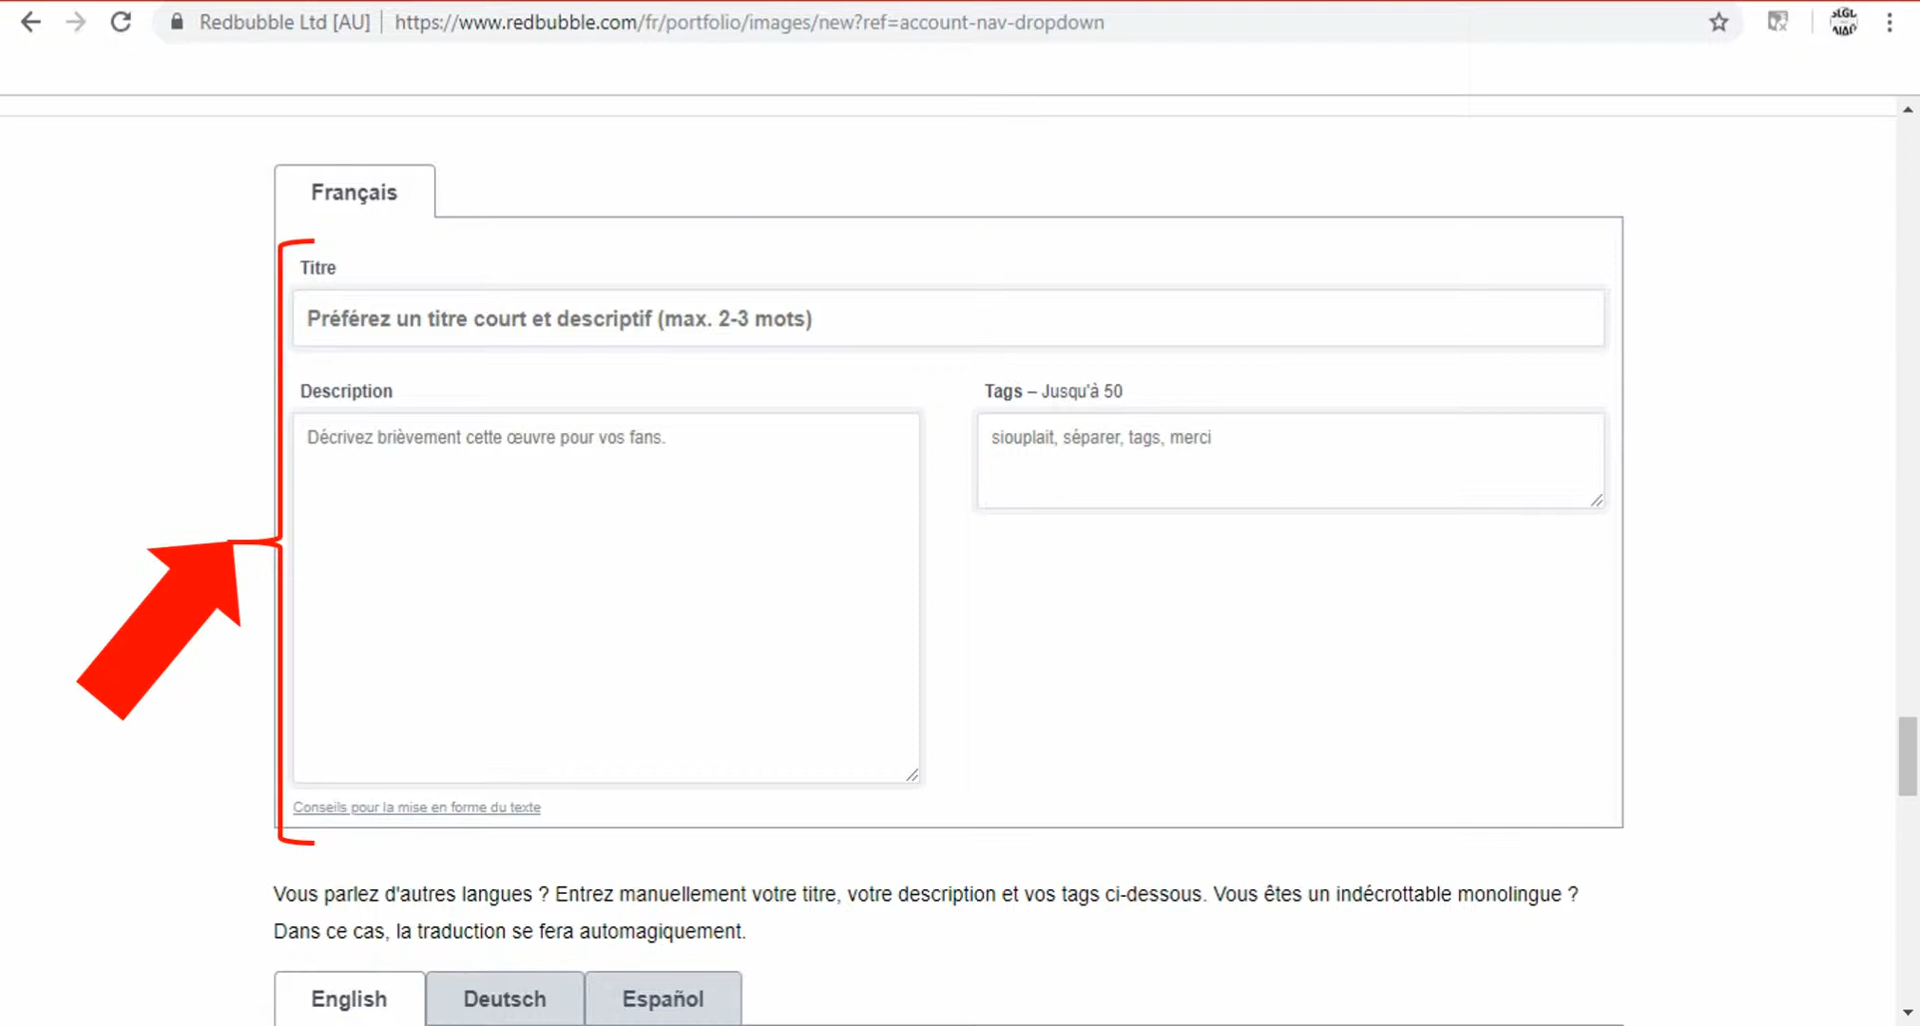 Redbubble Ltd [AU] | https://www.redbubble.com/fr/portfolio/images/new?ref=account-nav-dropdown
Français
Titre
Préférez un titre court et descriptif (max. 2-3 mots)
Description
Tags – Jusqu'à 50
Décrivez brièvement cette œuvre pour vos fans.
siouplait, séparer, tags, merci
Conseils pour la mise en forme du texte
Vous parlez d'autres langues ? Entrez manuellement votre titre, votre description et vos tags ci-dessous. Vous êtes un indécrottable monolingue ?
Dans ce cas, la traduction se fera automagiquement.
English
Deutsch
Español